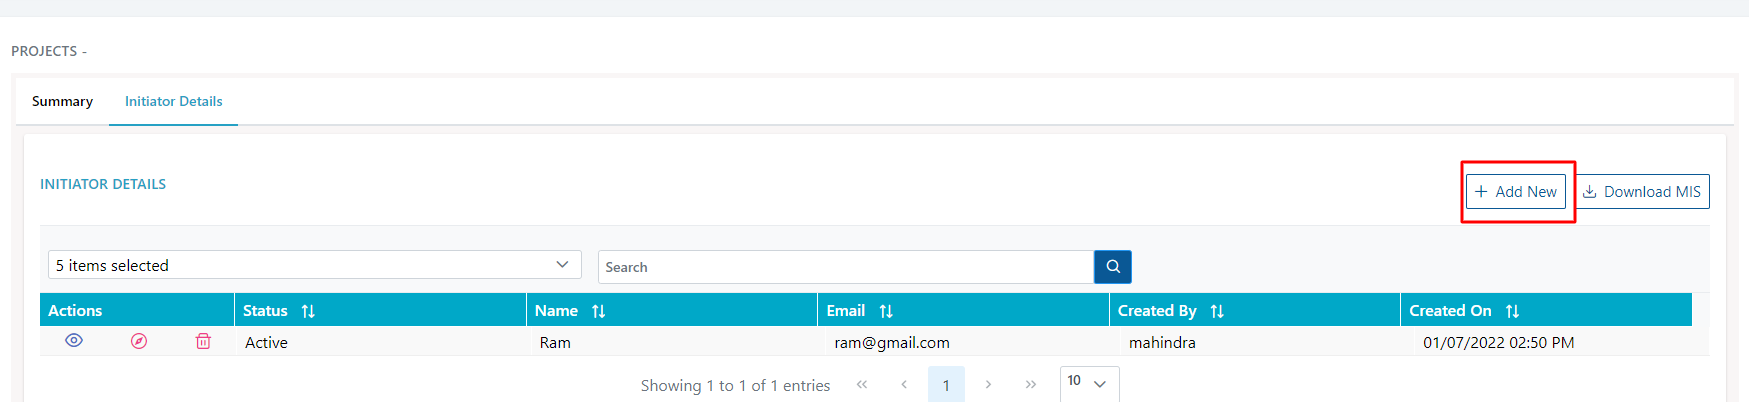 PROJECTS -
Summary Initiator Details
INITIATOR DETAILS
Add New Download MIS
5 items selected Search
Actions Status Name Email Created By Created On
Active Ram ram@gmail.com mahindra 01/07/2022 02:50 PM
Showing 1 to 1 of 1 entries 1 10